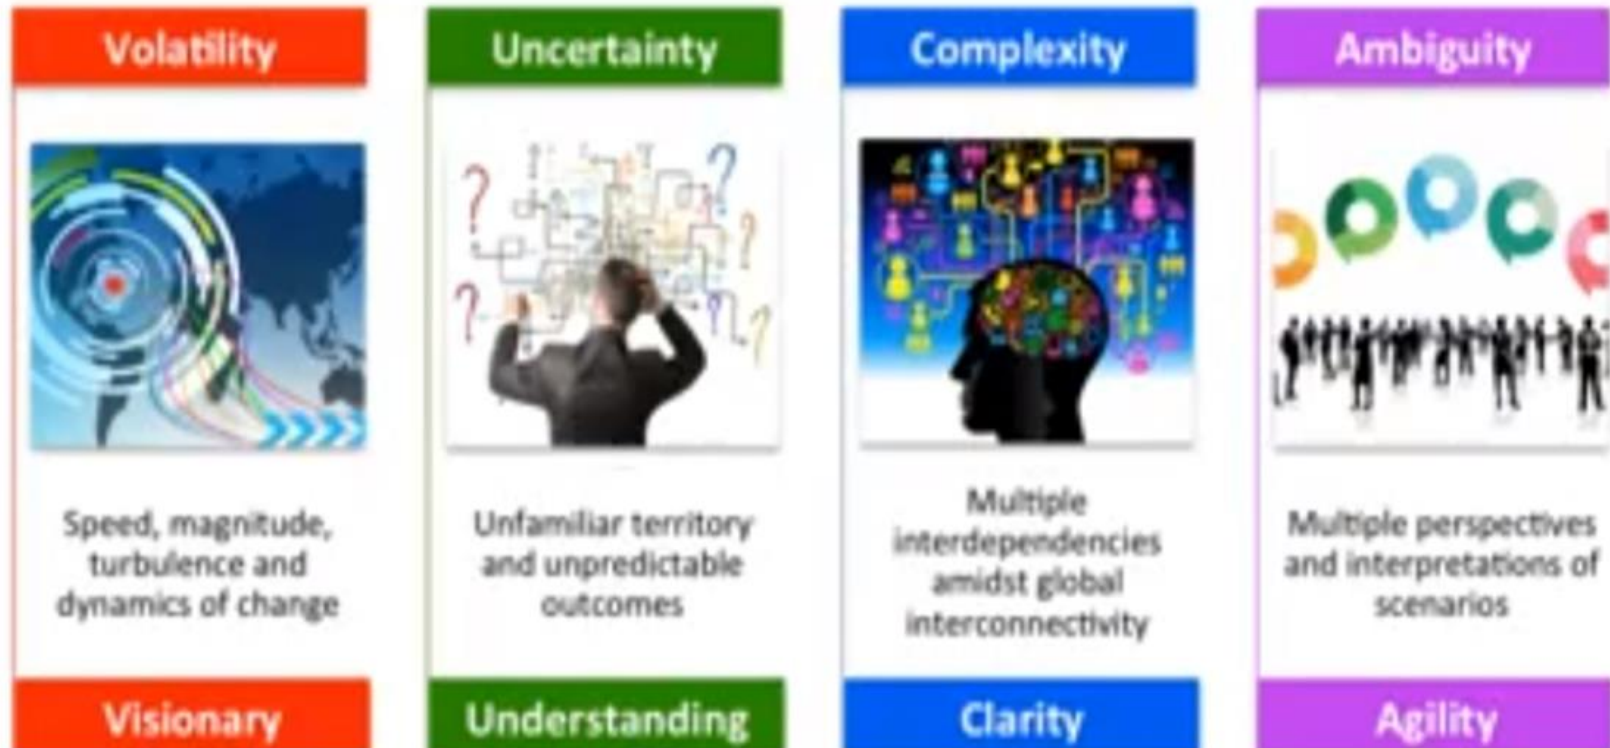 Volatility
Speed, magnitude,
turbulence and
dynamics of change
Visionary
Uncertainty
? ? ? ? ? ?
Unfamiliar territory
and unpredictable
outcomes
Understanding
Complexity
Multiple
interdependencies
amidst global
interconnectivity
Clarity
Ambiguity
Multiple perspectives
and interpretations of
scenarios
Agility